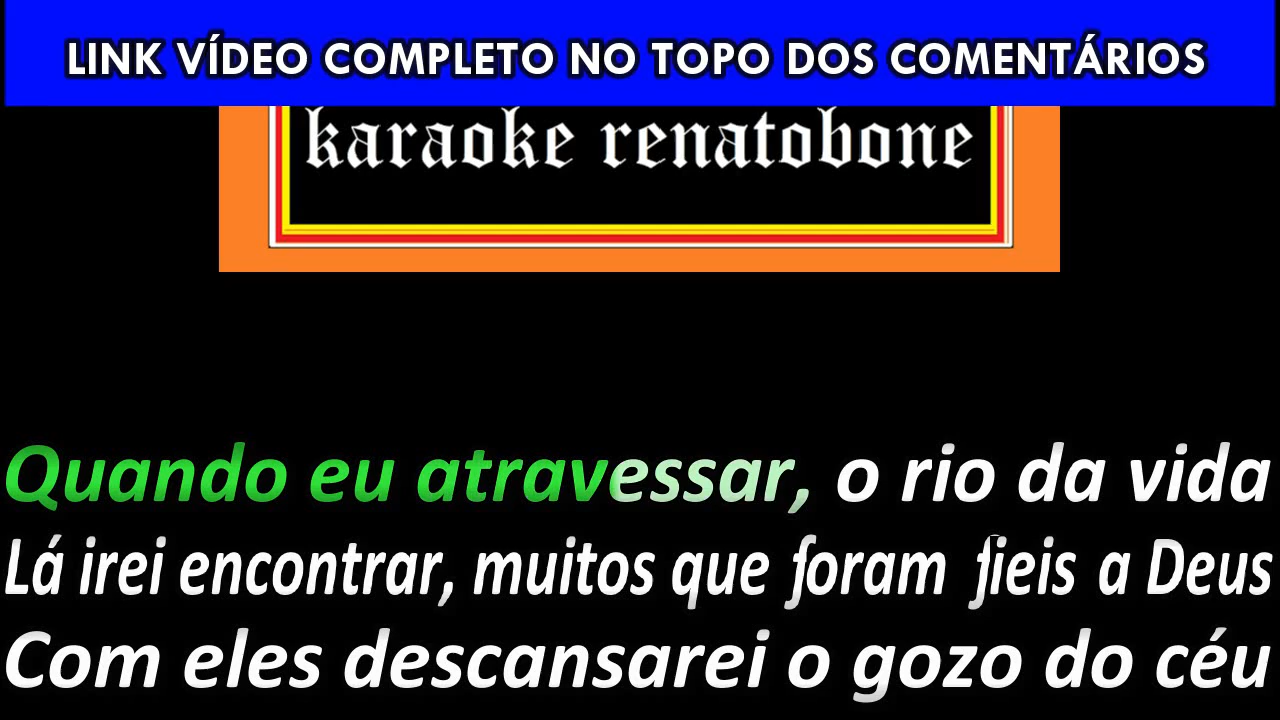 LINK VÍDEO COMPLETO NO TOPO DOS COMENTÁRIOS
karaoke renatobone
Quando eu atravessar, o rio da vida
Lá irei encontrar, muitos que foram fieis a Deus
Com eles descansarei o gozo do céu